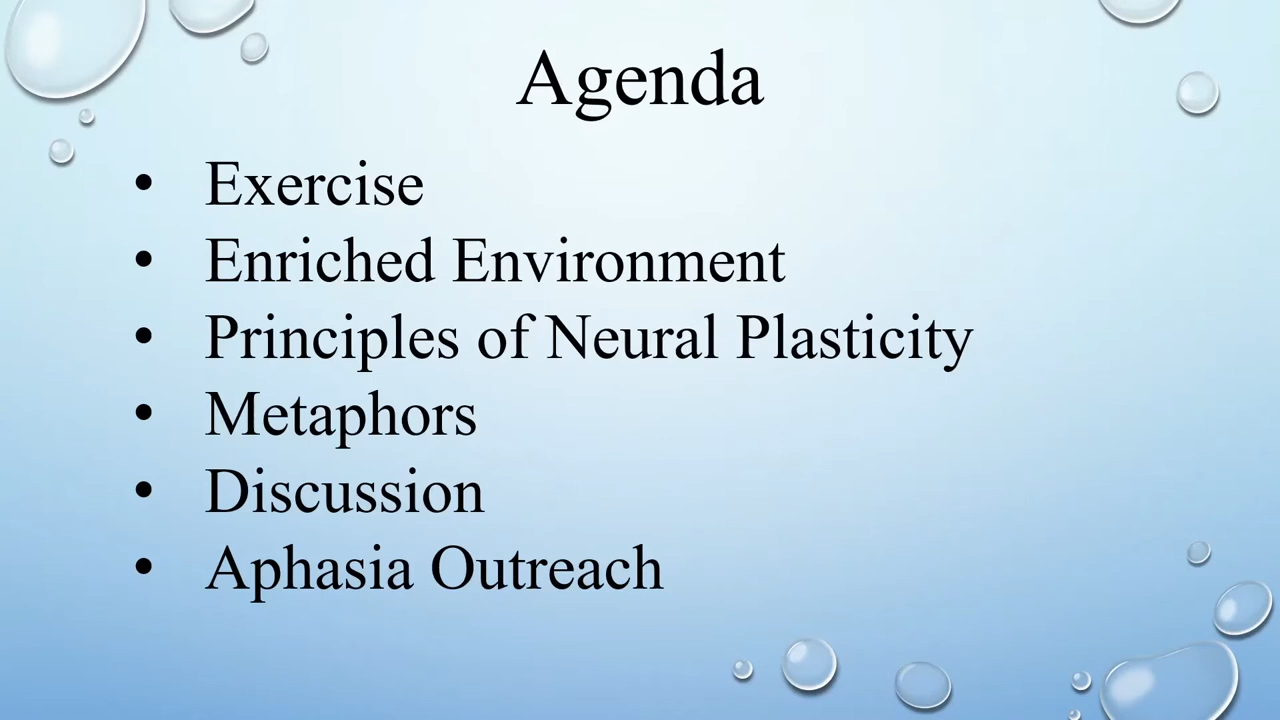 Agenda
• Exercise
• Enriched Environment
• Principles of Neural Plasticity
• Metaphors
• Discussion
• Aphasia Outreach